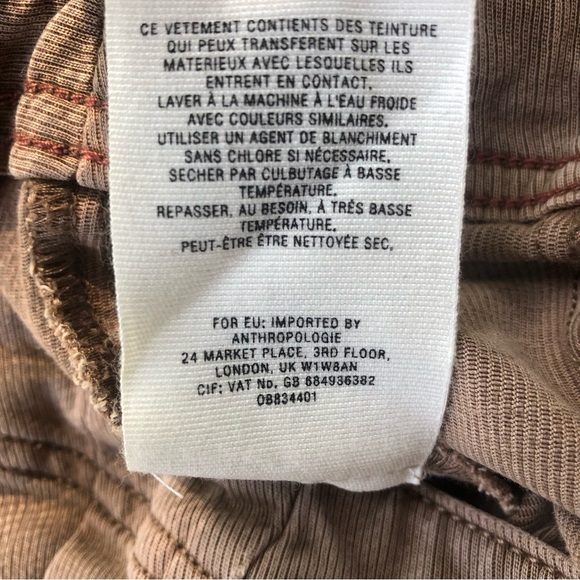 CE VETEMENT CONTIENTS DES TEINTURE
QUI PEUX TRANSFERENT SUR LES
MATERIEUX AVEC LESQUELLES ILS
ENTRENT EN CONTACT.
LAVER À LA MACHINE À L'EAU FROIDE
AVEC COULEURS SIMILAIRES.
UTILISER UN AGENT DE BLANCHIMENT
SANS CHLORE SI NÉCESSAIRE.
SECHER PAR CULBUTAGE À BASSE
TEMPÉRATURE.
REPASSER, AU BESOIN, À TRÈS BASSE
TEMPÉRATURE.
PEUT-ÊTRE ÊTRE NETTOYÉE SEC.
FOR EU: IMPORTED BY
ANTHROPOLOGIE
24 MARKET PLACE, 3RD FLOOR,
LONDON, UK W1W8AN
CIF: VAT No. GB 684936382
OB834401